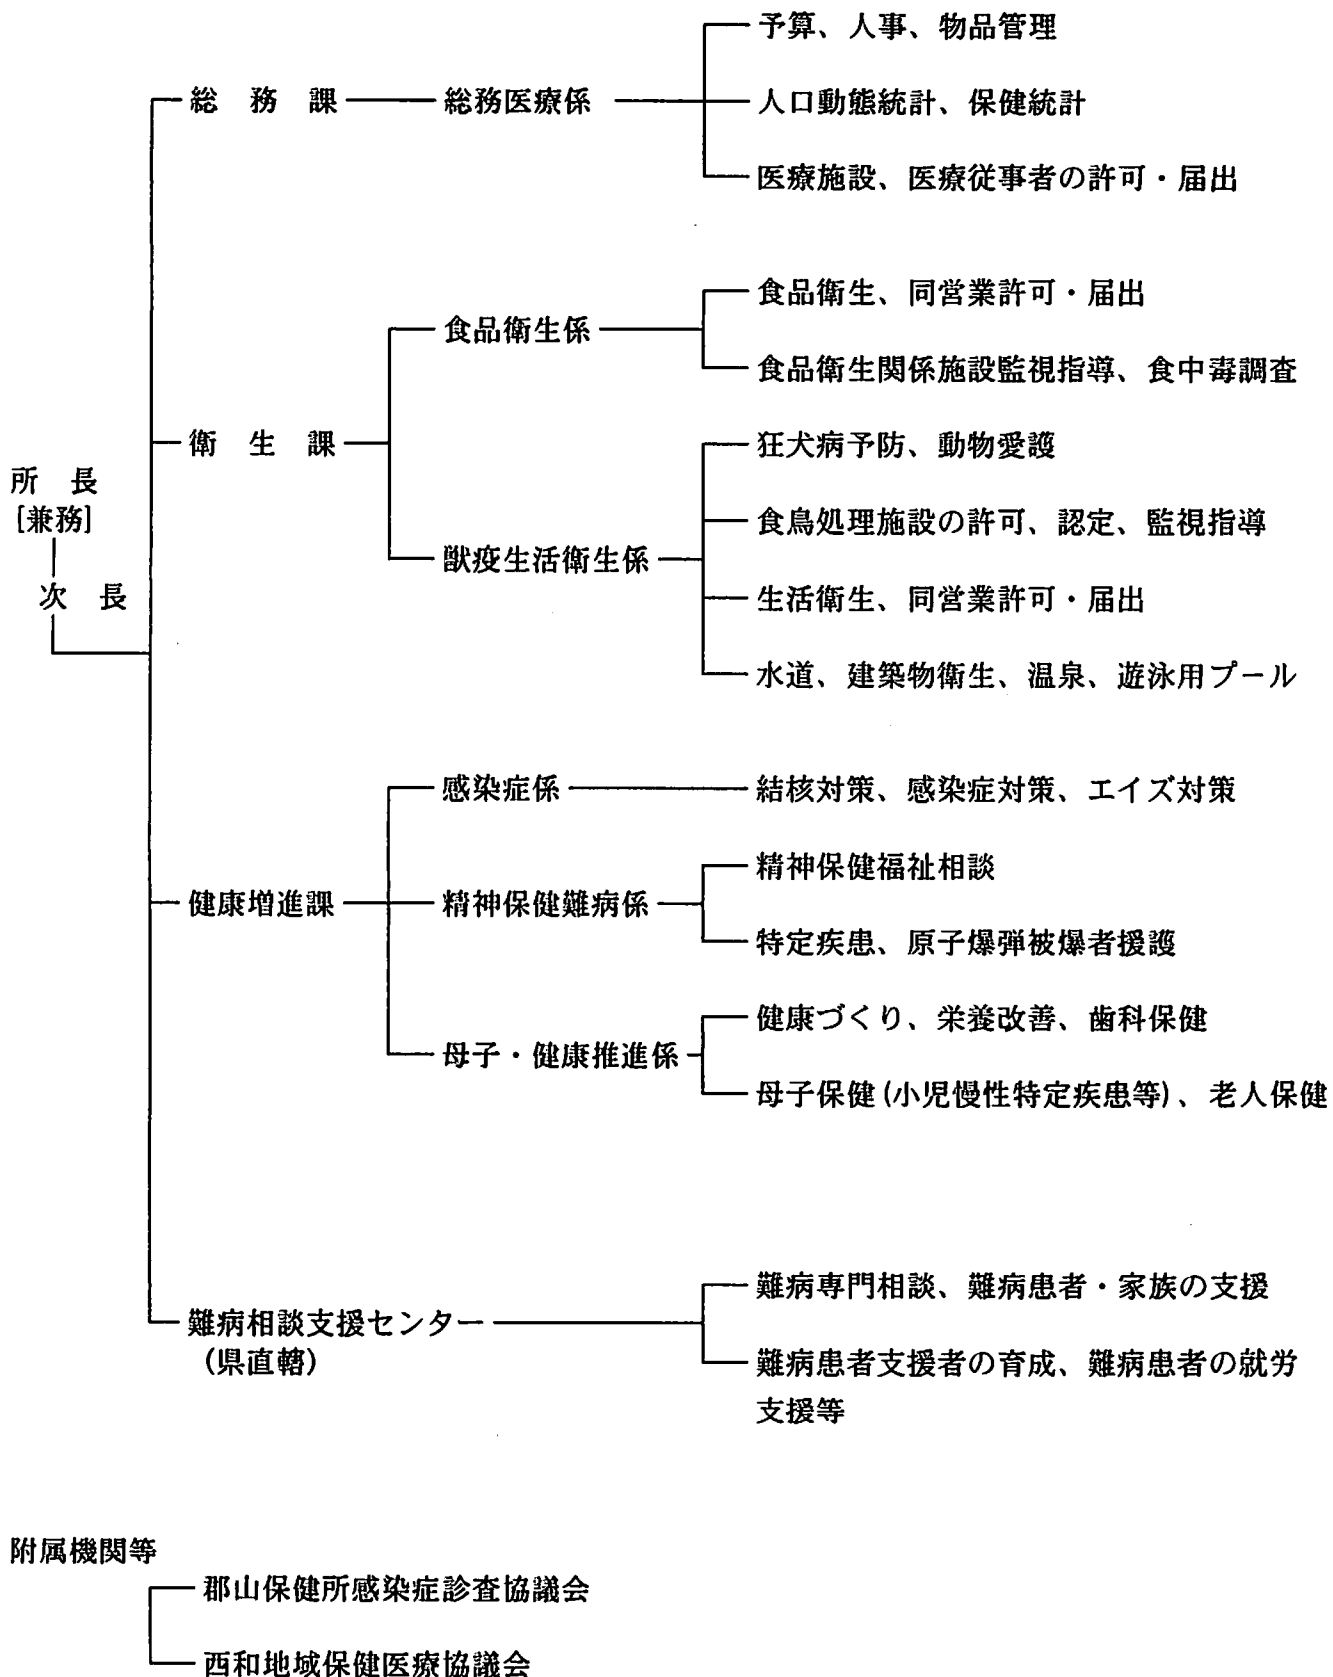 予算、人事、物品管理
総務課
総務医療係
人口動態統計、保健統計
医療施設、医療従事者の許可・届出
食品衛生、同営業許可・届出
食品衛生係
食品衛生関係施設監視指導、食中毒調査
衛生課
狂犬病予防、動物愛護
所長
[兼務]
食鳥処理施設の許可、認定、監視指導
獣疫生活衛生係
次長
生活衛生、同営業許可・届出
水道、建築物衛生、温泉、遊泳用プール
感染症係
結核対策、感染症対策、エイズ対策
精神保健福祉相談
健康増進課
精神保健難病係
特定疾患、原子爆弾被爆者援護
健康づくり、栄養改善、歯科保健
母子・健康推進係
母子保健(小児慢性特定疾患等)、老人保健
難病専門相談、難病患者・家族の支援
難病相談支援センター
(県直轄)
難病患者支援者の育成、難病患者の就労
支援等
附属機関等
郡山保健所感染症診査協議会
西和地域保健医療協議会